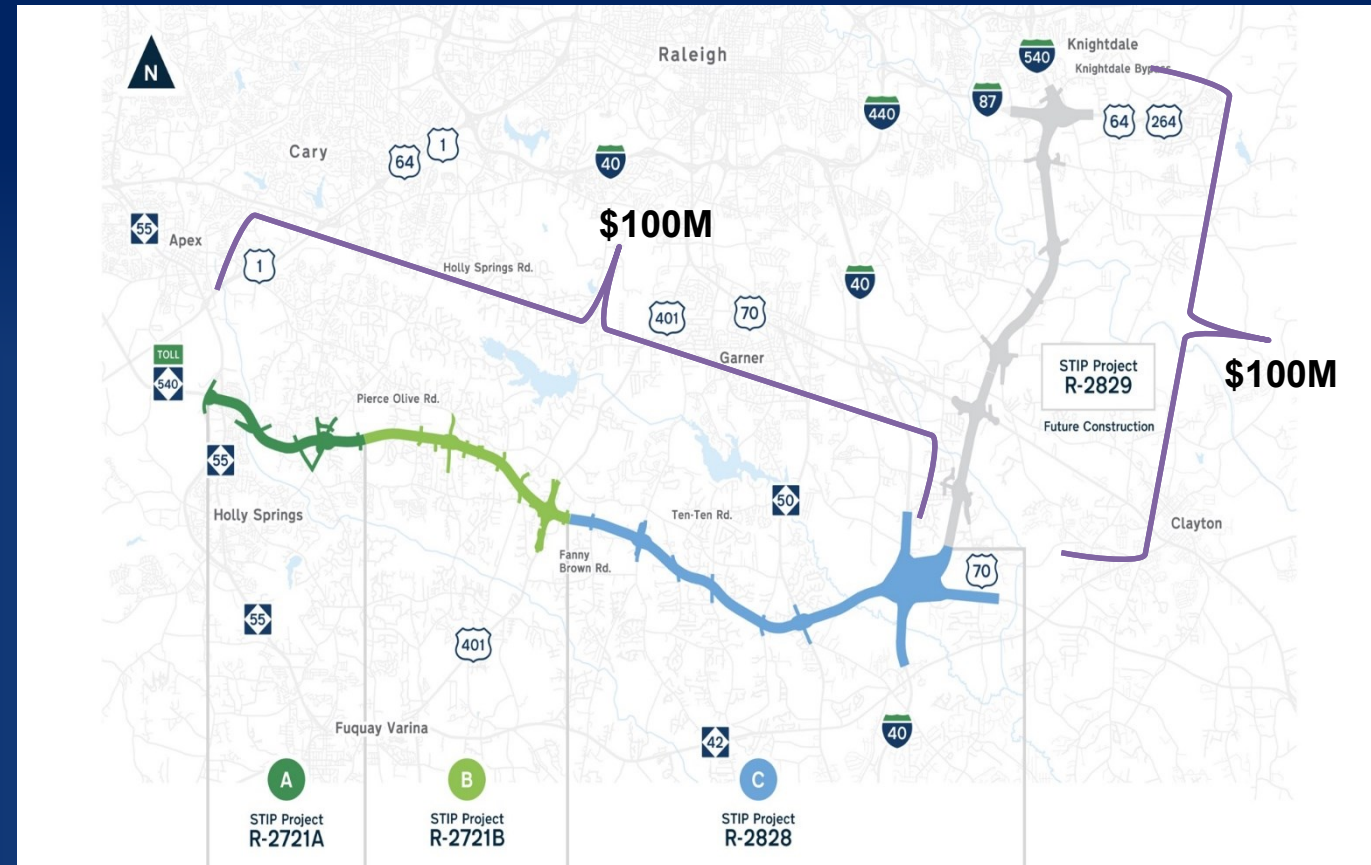 N
Raleigh
540
Knightdale
Knightdale Bypass
87
440
64
264
1
64
Cary
40
55
Apex
$100M
1
Holly Springs Rd.
40
401
70
Garner
TOLL
540
STIP Project
R-2829
Future Construction
$100M
Pierce Olive Rd.
55
Holly Springs
50
Ten-Ten Rd.
Clayton
Fanny
Brown Rd.
70
55
401
Fuquay Varina
42
40
A
STIP Project
R-2721A
B
STIP Project
R-2721B
C
STIP Project
R-2828